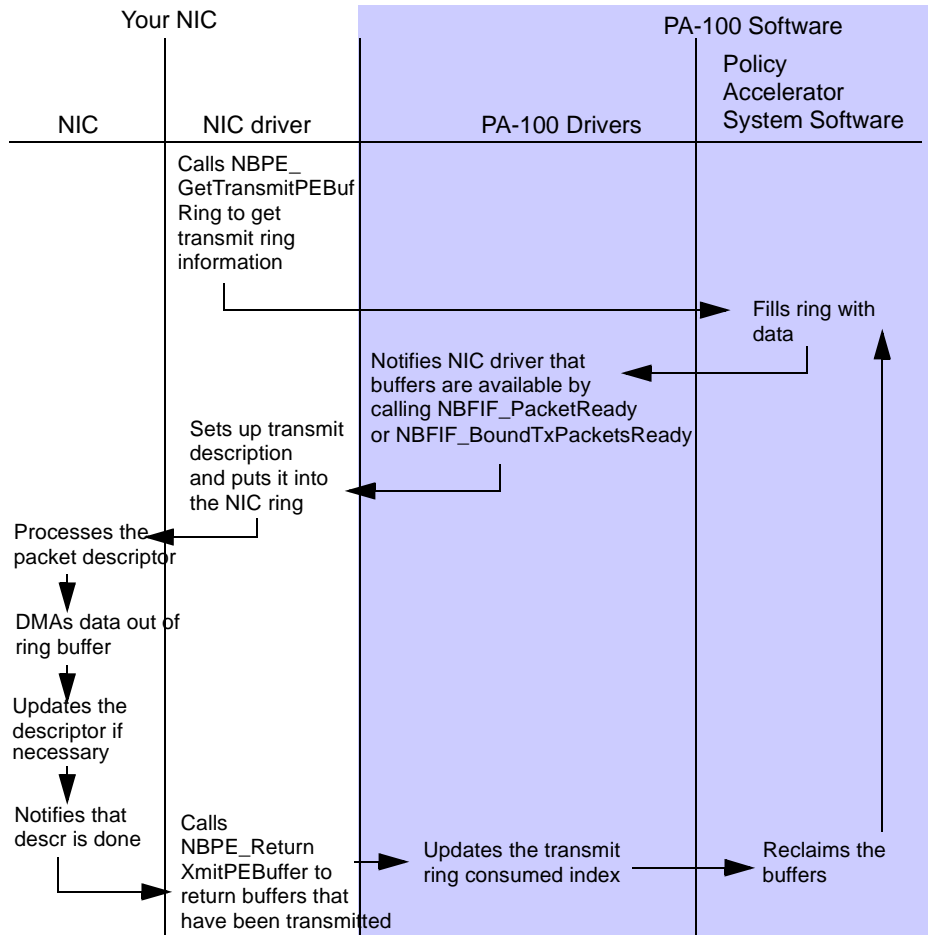 Your NIC
PA-100 Software
NIC
NIC driver
PA-100 Drivers
Policy
Accelerator
System Software
Calls NBPE_
GetTransmitPEBuf
Ring to get
transmit ring
information
Fills ring with
data
Notifies NIC driver that
buffers are available by
calling NBFIF_PacketReady
or NBFIF_BoundTxPacketsReady
Sets up transmit
description
and puts it into
the NIC ring
Processes the
packet descriptor
DMAs data out of
ring buffer
Updates the
descriptor if
necessary
Notifies that
descr is done
Calls
NBPE_Return
XmitPEBuffer to
return buffers that
have been transmitted
Updates the transmit
ring consumed index
Reclaims the
buffers